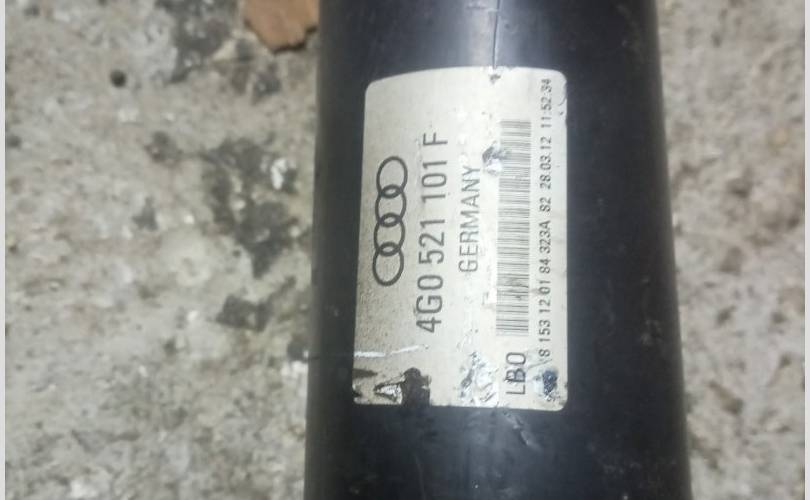 4G0 521 101 F
GERMANY
LBO
8 153 12 01 84 323A 82 28.03.12 11:52:34